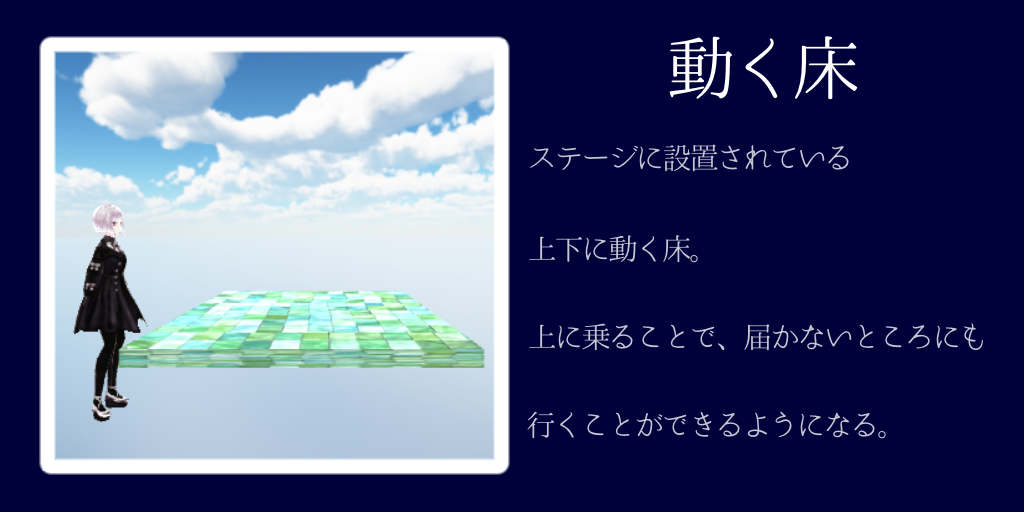 動く床
ステージに設置されている
上下に動く床。
上に乗ることで、届かないところにも
行くことができるようになる。